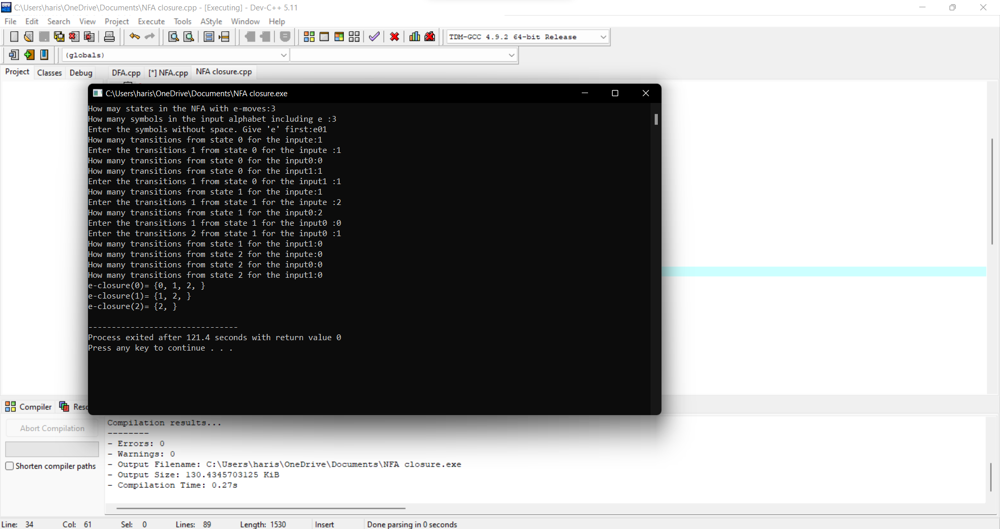 C:\Users\haris\OneDrive\Documents\NFA closure.cpp - [Executing] - Dev-C++ 5.11
File Edit Search View Project Execute Tools AStyle Window Help
TDM-GCC 4.9.2 64-bit Release
(globals)
Project Classes Debug DFA.cpp [*] NFA.cpp NFA closure.cpp
C:\Users\haris\OneDrive\Documents\NFA closure.exe
How may states in the NFA with e-moves:3
How many symbols in the input alphabet including e :3
Enter the symbols without space. Give 'e' first:e01
How many transitions from state 0 for the inpute:1
Enter the transitions 1 from state 0 for the inpute :1
How many transitions from state 0 for the input0:0
How many transitions from state 0 for the input1:1
Enter the transitions 1 from state 0 for the input1 :1
How many transitions from state 1 for the inpute:1
Enter the transitions 1 from state 1 for the inpute :2
How many transitions from state 1 for the input0:2
Enter the transitions 1 from state 1 for the input0 :0
Enter the transitions 2 from state 1 for the input0 :1
How many transitions from state 1 for the input1:0
How many transitions from state 2 for the inpute:0
How many transitions from state 2 for the input0:0
How many transitions from state 2 for the input1:0
e-closure(0)= {0, 1, 2, }
e-closure(1)= {1, 2, }
e-closure(2)= {2, }
--------------------------------
Process exited after 121.4 seconds with return value 0
Press any key to continue . . .
Compiler
Abort Compilation
Shorten compiler paths
Compilation results...
--------
- Errors: 0
- Warnings: 0
- Output Filename: C:\Users\haris\OneDrive\Documents\NFA closure.exe
- Output Size: 130.4345703125 KiB
- Compilation Time: 0.27s
Line: 34 Col: 61 Sel: 0 Lines: 89 Length: 1530 Insert Done parsing in 0 seconds